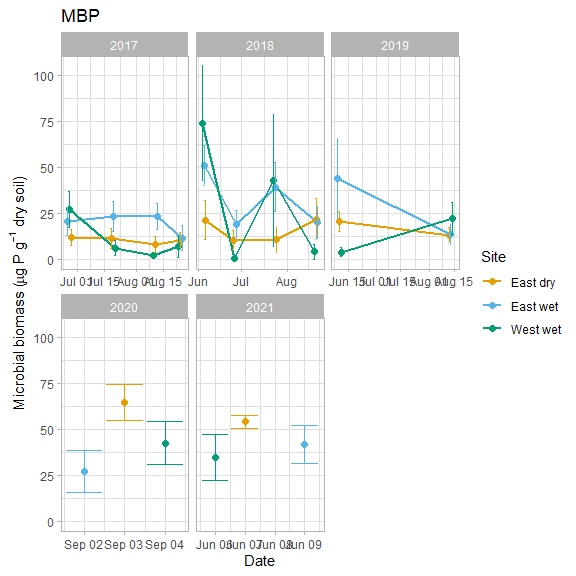 MBP
2017 2018 2019
100
75
50
25
0
Jul 01 Jul 15 Aug 01 Aug 15 Jun Jul Aug Jun 15 Jul 01 Jul 15 Aug 01 Aug 15
Microbial biomass (µg P g⁻¹ dry soil)
Site
East dry
East wet
West wet
2020 2021
100
75
50
25
0
Sep 02 Sep 03 Sep 04 Jun 06 Jun 07 Jun 08 Jun 09
Date